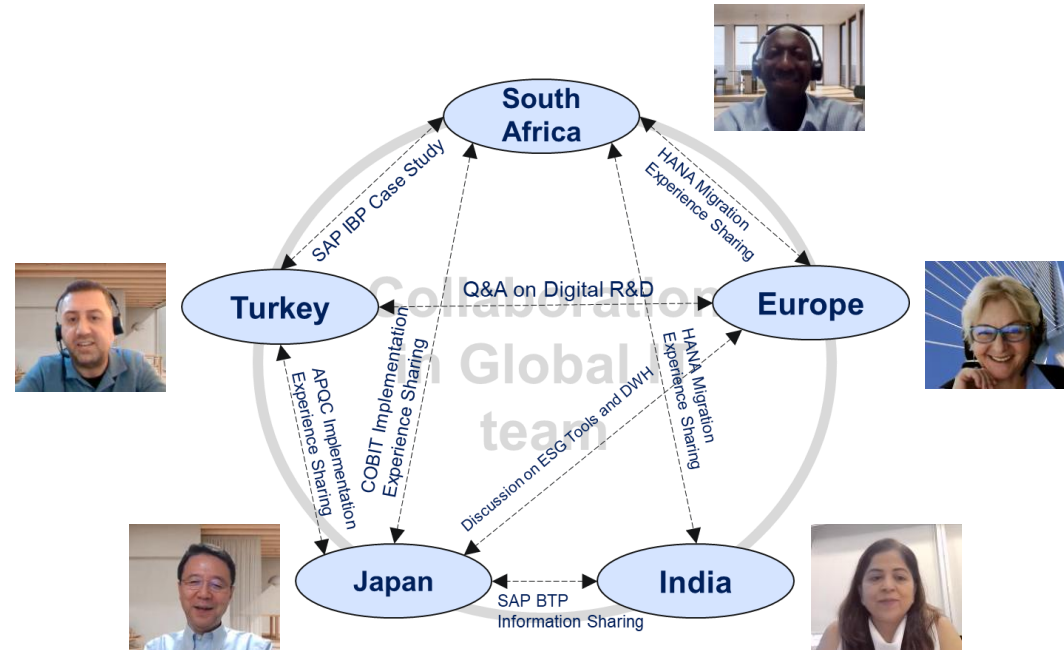 South
Africa
SAP IBP Case Study
HANA Migration
Experience Sharing
Collaboration
in Global IT
team
Turkey
Q&A on Digital R&D
Europe
APQC Implementation
Experience Sharing
COBIT Implementation
Experience Sharing
Discussion on ESG Tools and DWH
HANA Migration
Experience Sharing
Japan
India
SAP BTP
Information Sharing